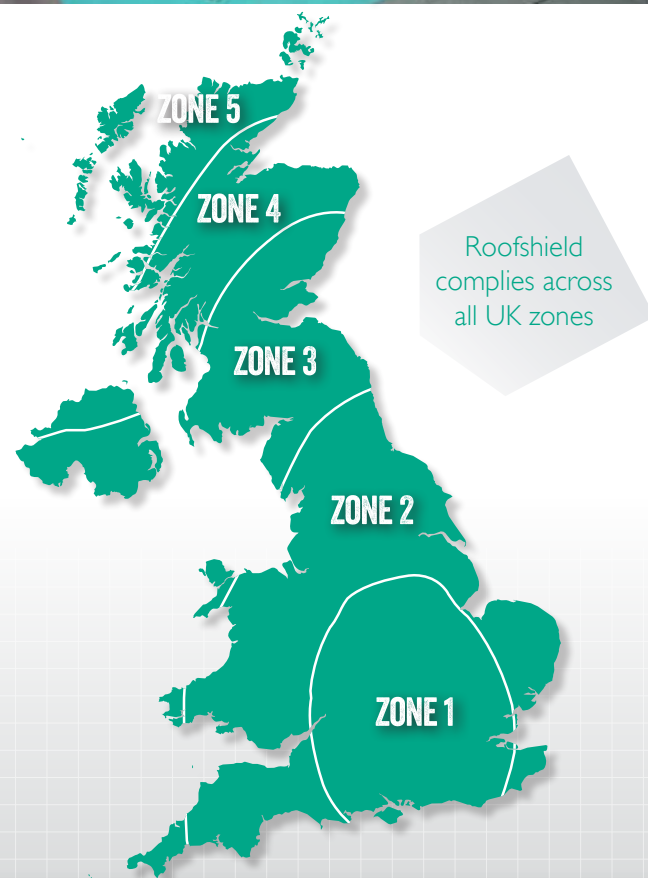 ZONE 5
ZONE 4
Roofshield
complies across
all UK zones
ZONE 3
ZONE 2
ZONE 1